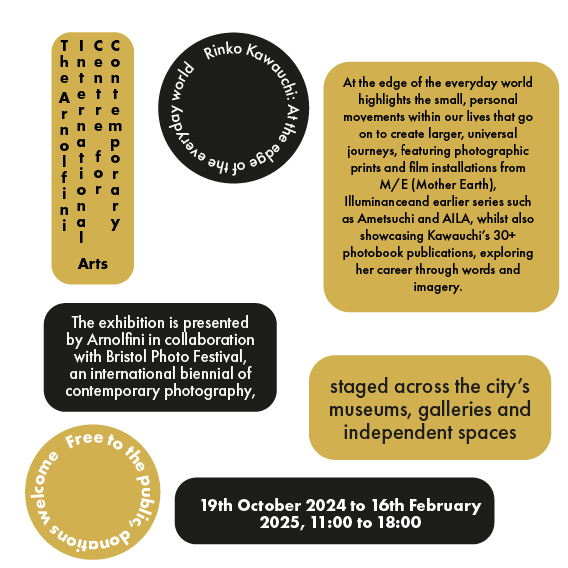 The Arnolfini
International
Centre for
Contemporary
Arts
Rinko Kawauchi: At the edge of the everyday world
At the edge of the everyday world
highlights the small, personal
movements within our lives that go
on to create larger, universal
journeys, featuring photographic
prints and film installations from
M/E (Mother Earth),
Illuminanceand earlier series such
as Ametsuchi and AILA, whilst also
showcasing Kawauchi's 30+
photobook publications, exploring
her career through words and
imagery.
The exhibition is presented
by Arnolfini in collaboration
with Bristol Photo Festival,
an international biennial of
contemporary photography,
staged across the city's
museums, galleries and
independent spaces
Free to the public, donations welcome
19th October 2024 to 16th February
2025, 11:00 to 18:00